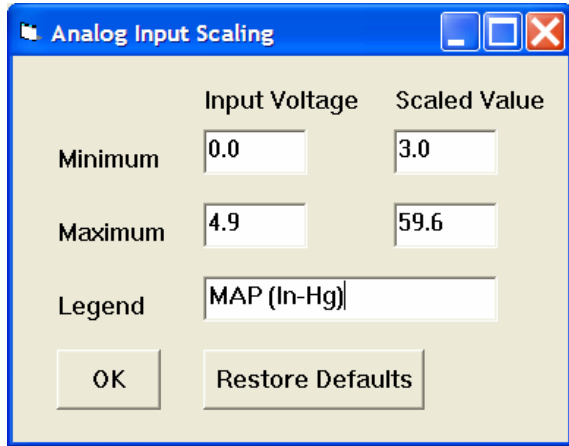 Analog Input Scaling
Input Voltage Scaled Value
Minimum 0.0 3.0
Maximum 4.9 59.6
Legend MAP (In-Hg)
OK Restore Defaults